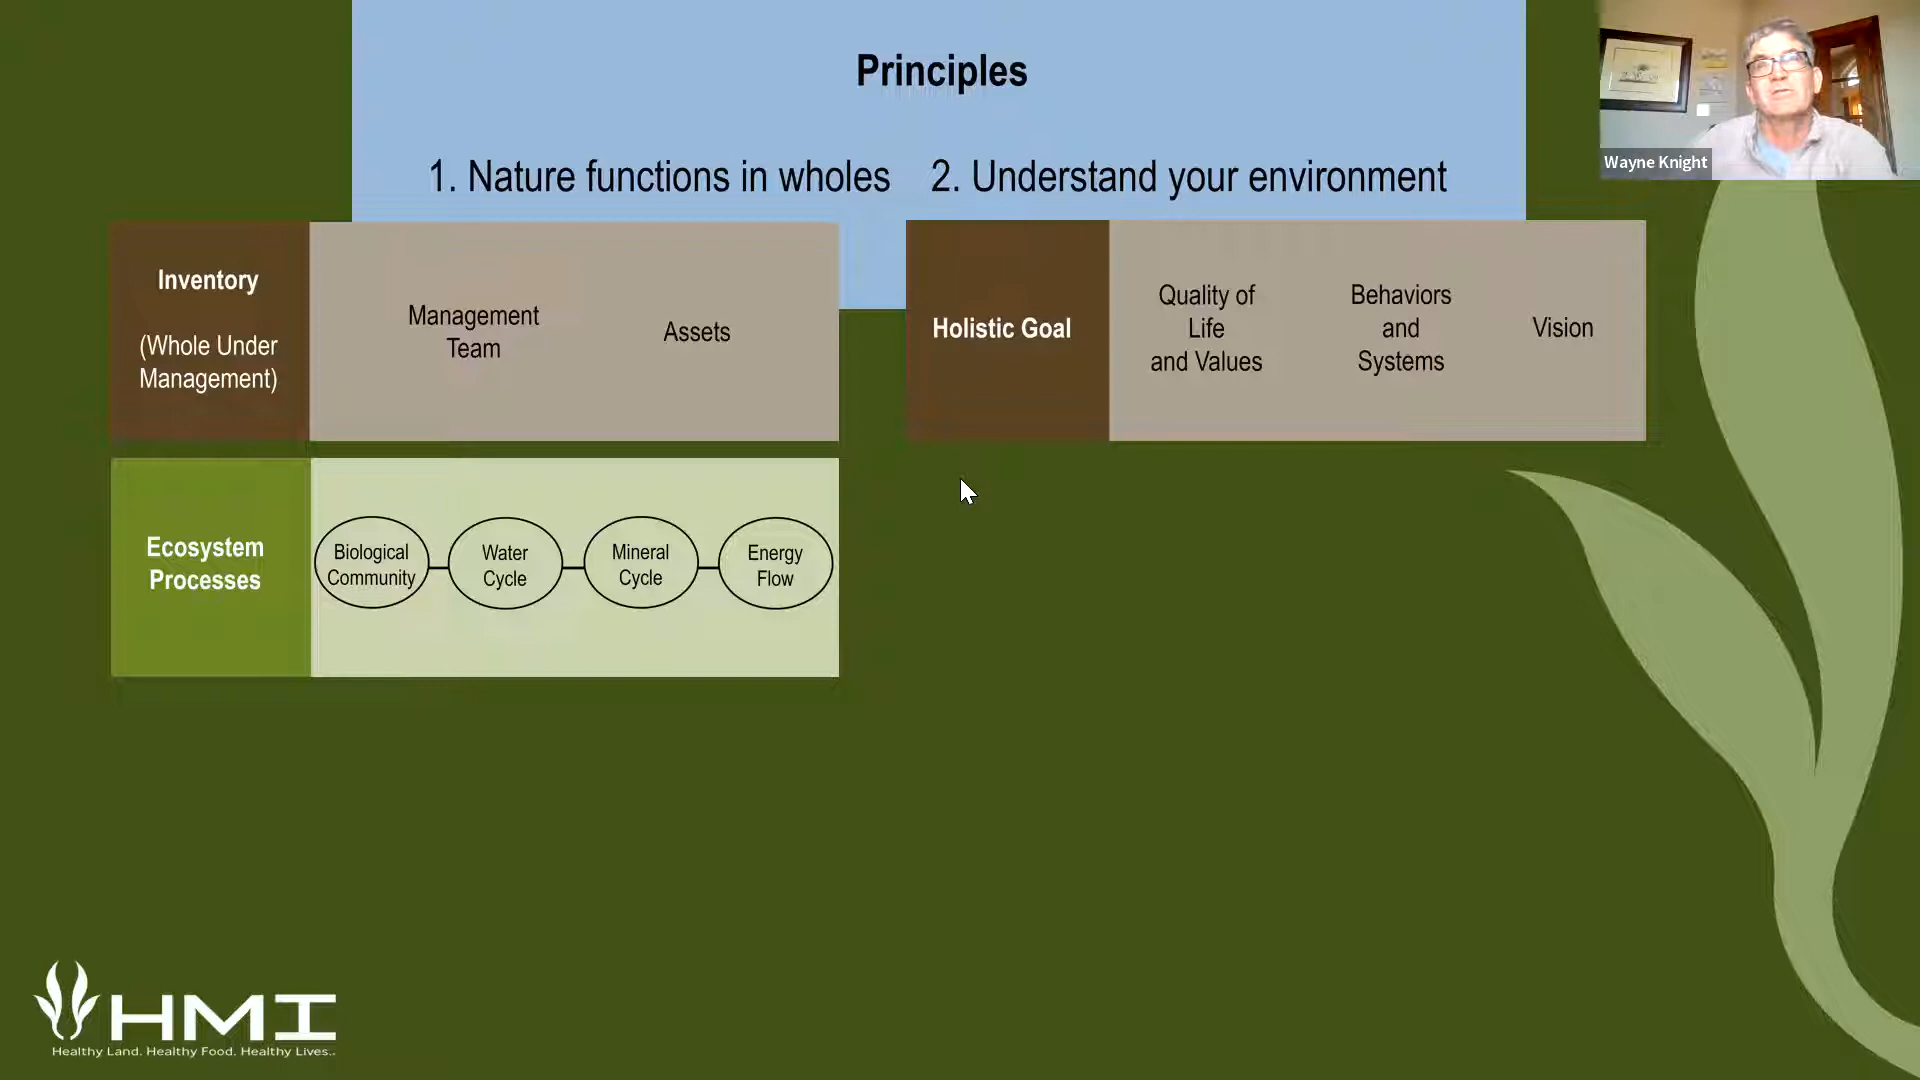 Principles
1. Nature functions in wholes 2. Understand your environment
Wayne Knight
Inventory
(Whole Under
Management)
Management
Team
Assets
Holistic Goal
Quality of
Life
and Values
Behaviors
and
Systems
Vision
Ecosystem
Processes
Biological
Community
Water
Cycle
Mineral
Cycle
Energy
Flow
HMI
Healthy Land. Healthy Food. Healthy Lives..